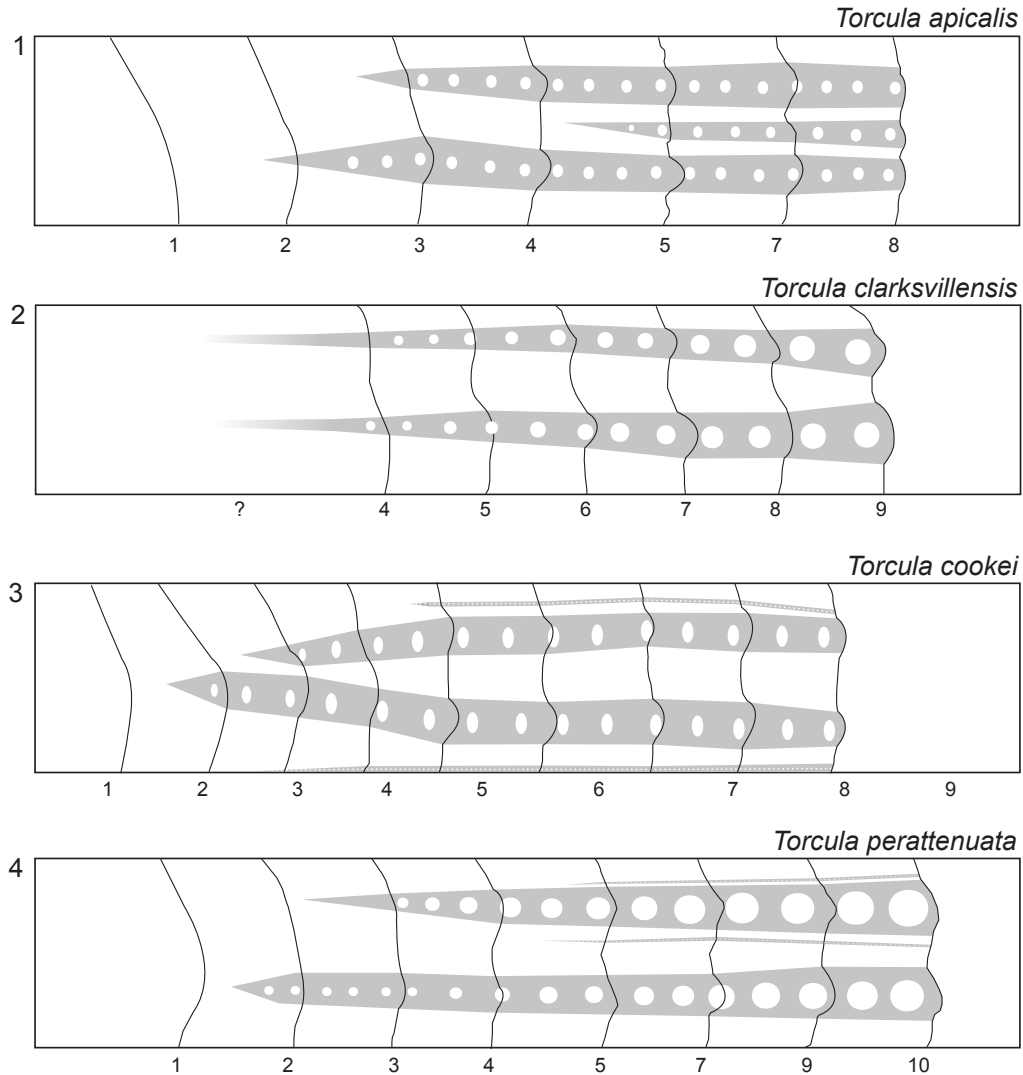 Torcula apicalis
1
1 2 3 4 5 7 8
Torcula clarksvillensis
2
? 4 5 6 7 8 9
Torcula cookei
3
1 2 3 4 5 6 7 8 9
Torcula perattenuata
4
1 2 3 4 5 7 9 10